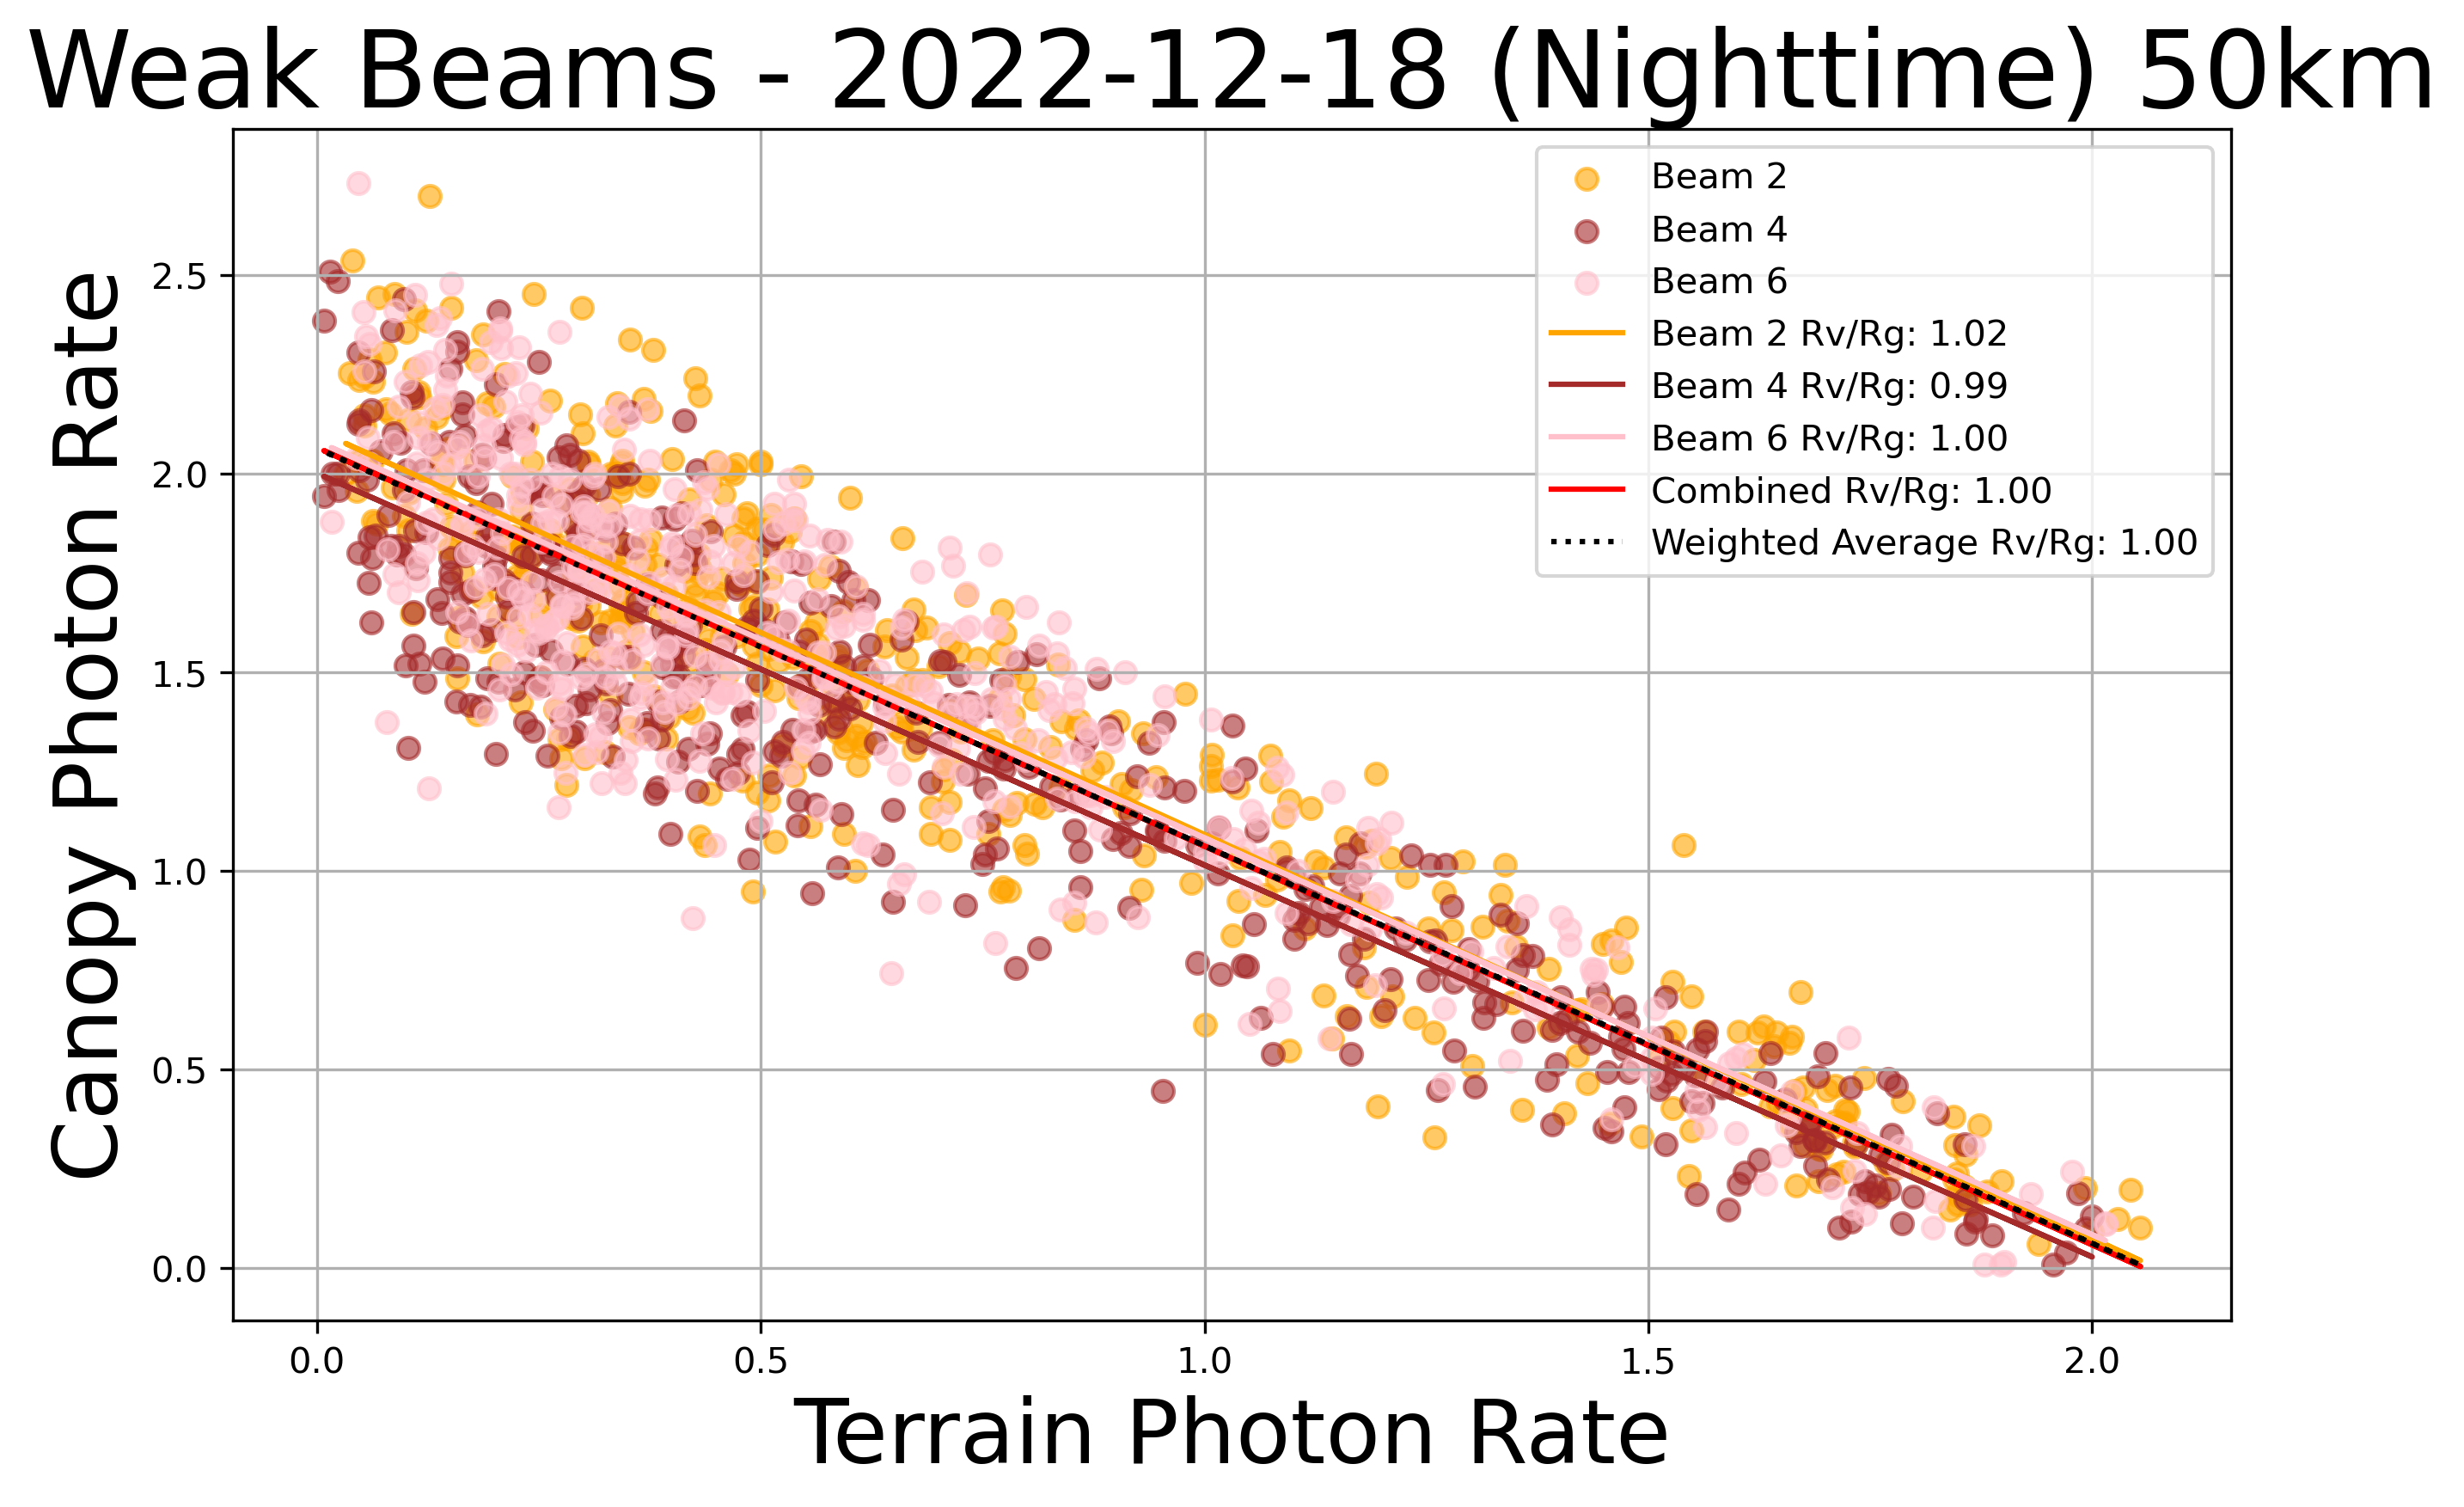 Weak Beams - 2022-12-18 (Nighttime) 50km
Canopy Photon Rate
2.5
2.0
1.5
1.0
0.5
0.0
Beam 2
Beam 4
Beam 6
Beam 2 Rv/Rg: 1.02
Beam 4 Rv/Rg: 0.99
Beam 6 Rv/Rg: 1.00
Combined Rv/Rg: 1.00
Weighted Average Rv/Rg: 1.00
0.0 0.5 1.0 1.5 2.0
Terrain Photon Rate